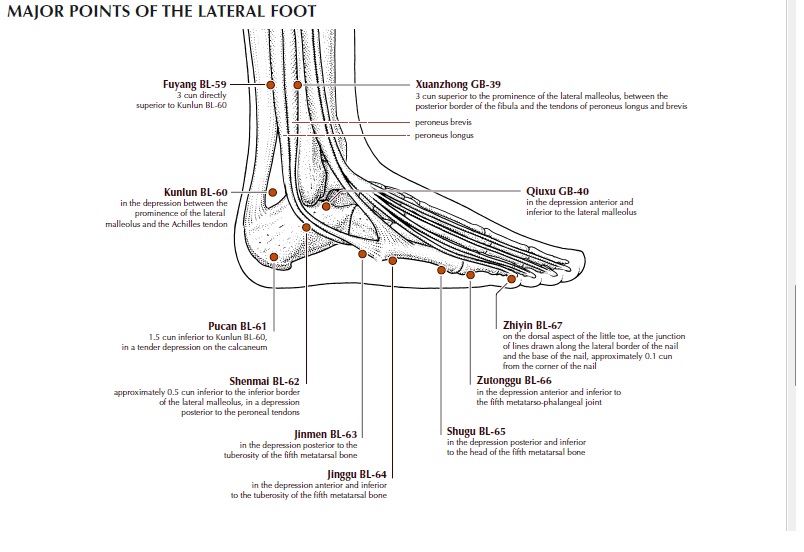 MAJOR POINTS OF THE LATERAL FOOT
Fuyang BL-59
3 cun directly
superior to Kunlun BL-60
Xuanzhong GB-39
3 cun superior to the prominence of the lateral malleolus, between the
posterior border of the fibula and the tendons of peroneus longus and brevis
peroneus brevis
peroneus longus
Kunlun BL-60
in the depression between the
prominence of the lateral
malleolus and the Achilles tendon
Qiuxu GB-40
in the depression anterior and
inferior to the lateral malleolus
Pucan BL-61
1.5 cun inferior to Kunlun BL-60,
in a tender depression on the calcaneum
Zhiyin BL-67
on the dorsal aspect of the little toe, at the junction
of lines drawn along the lateral border of the nail
and the base of the nail, approximately 0.1 cun
from the corner of the nail
Shenmai BL-62
approximately 0.5 cun inferior to the inferior border
of the lateral malleolus, in a depression
posterior to the peroneal tendons
Zutonggu BL-66
in the depression anterior and inferior to
the fifth metatarso-phalangeal joint
Jinmen BL-63
in the depression posterior to the
tuberosity of the fifth metatarsal bone
Shugu BL-65
in the depression posterior and inferior
to the head of the fifth metatarsal bone
Jinggu BL-64
in the depression anterior and inferior
to the tuberosity of the fifth metatarsal bone